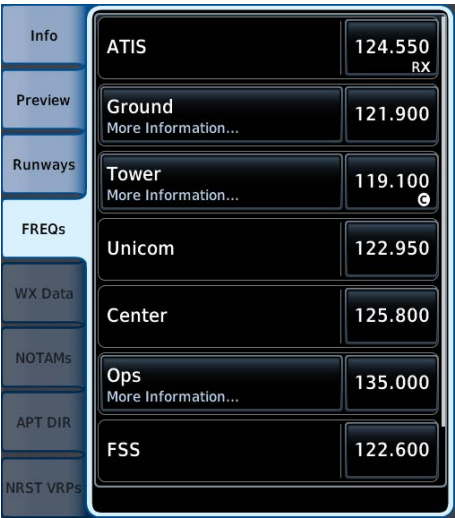 Info
Preview
Runways
FREQs
WX Data
NOTAMs
APT DIR
NRST VRPs
ATIS 124.550
RX
Ground 121.900
More Information...
Tower 119.100
More Information... C
Unicom 122.950
Center 125.800
Ops 135.000
More Information...
FSS 122.600